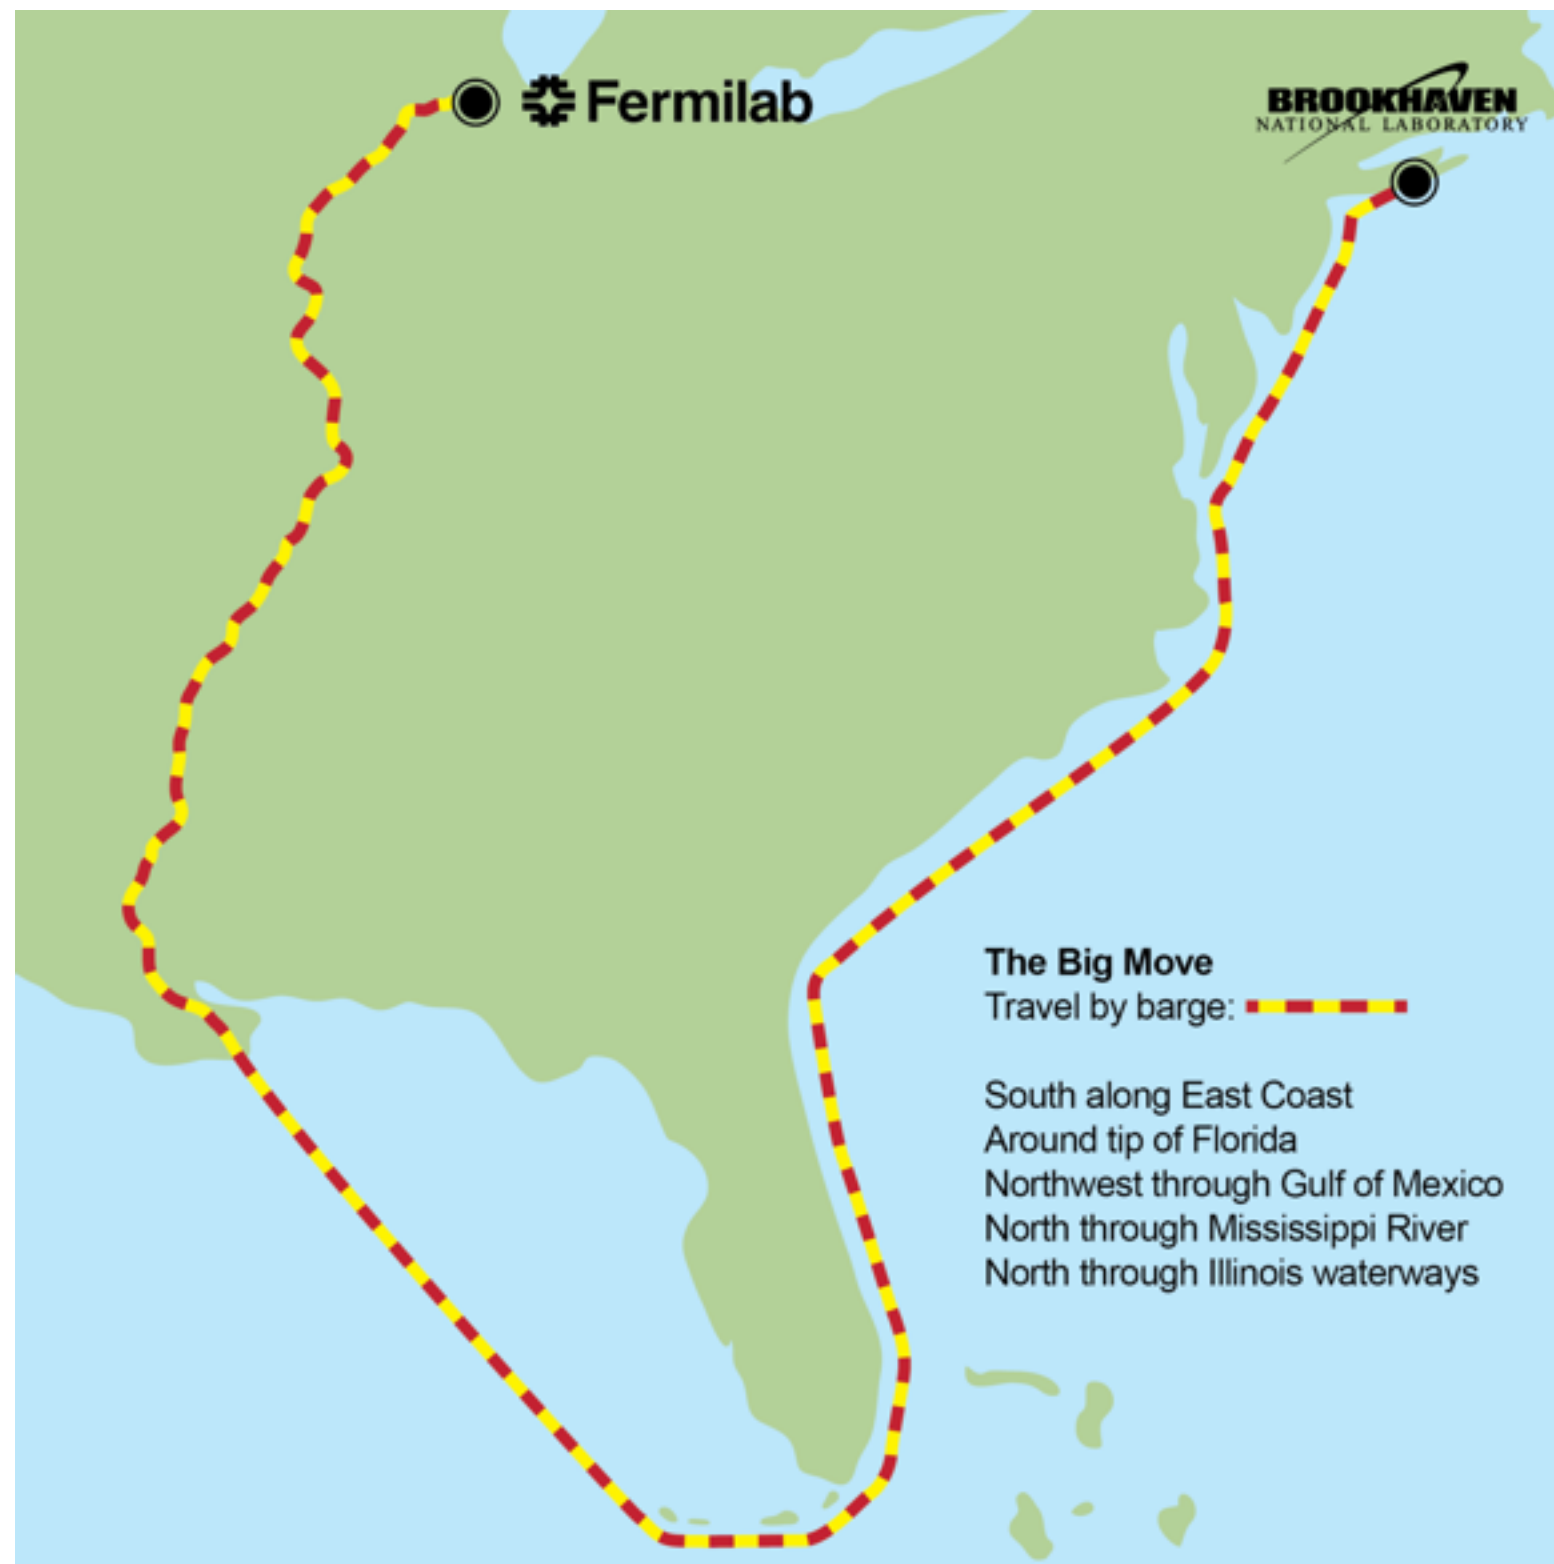 Fermilab
BROOKHAVEN
NATIONAL LABORATORY
The Big Move
Travel by barge:
South along East Coast
Around tip of Florida
Northwest through Gulf of Mexico
North through Mississippi River
North through Illinois waterways